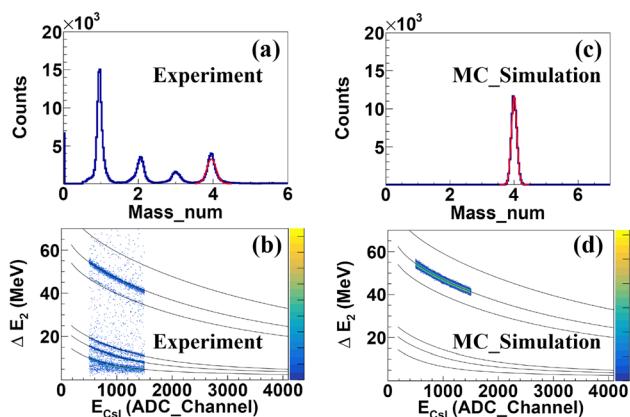 ×10³
20
15
10
5
0
2
4
6
Counts
Mass_num
(a)
Experiment
×10³
20
15
10
5
0
2
4
6
Counts
Mass_num
(c)
MC_Simulation
60
40
20
0
1000
2000
3000
4000
Δ E₂ (MeV)
E_CsI (ADC_Channel)
(b)
Experiment
60
40
20
0
1000
2000
3000
4000
Δ E₂ (MeV)
E_CsI (ADC_Channel)
(d)
MC_Simulation